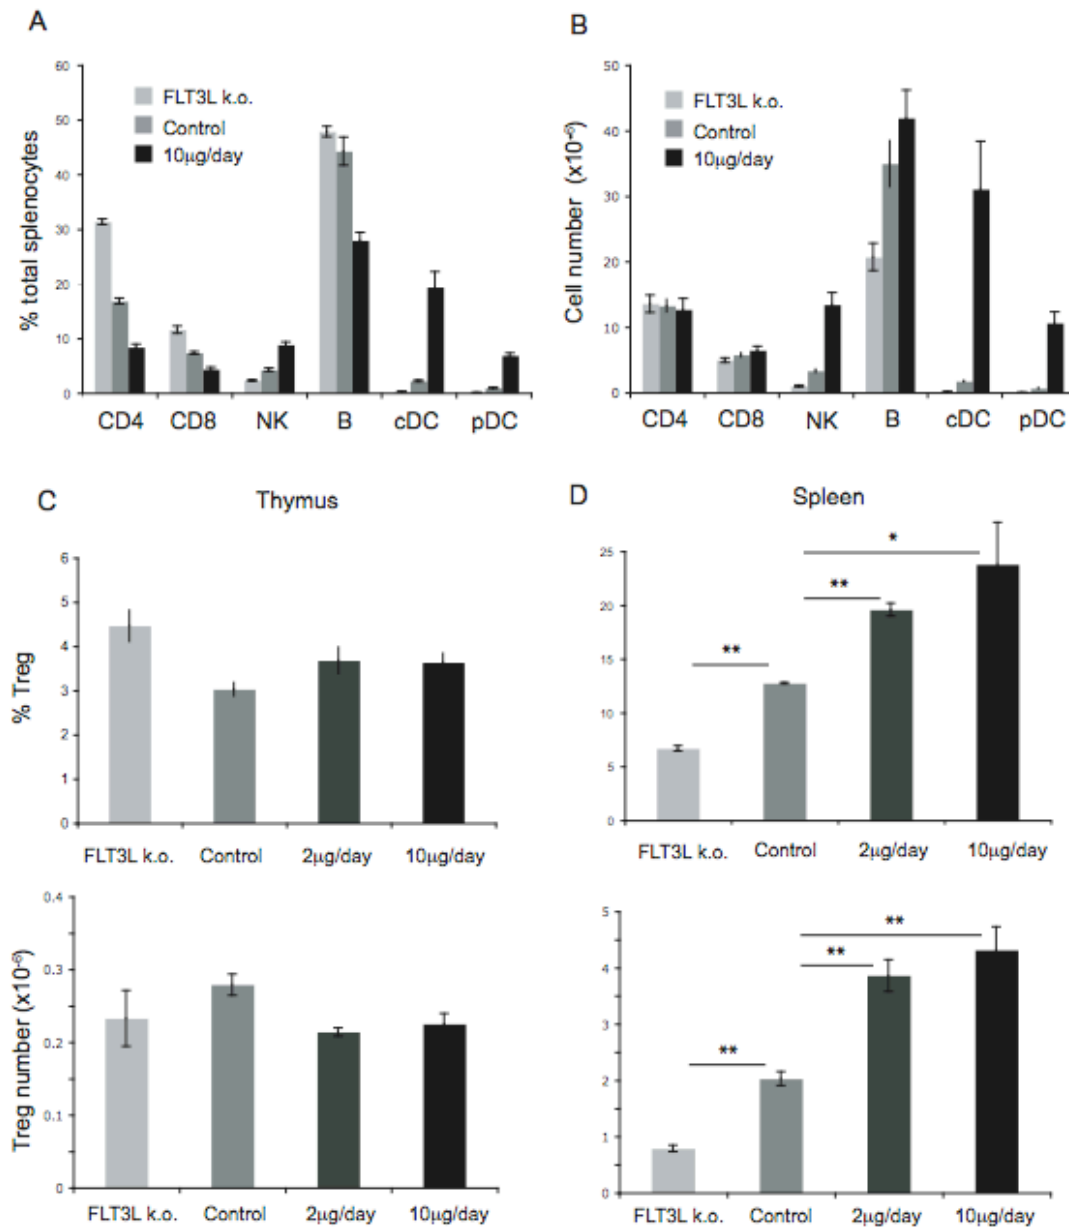 A
% total splenocytes
60
50
40
30
20
10
0
FLT3L k.o.
Control
10µg/day
CD4 CD8 NK B cDC pDC
B
Cell number (x10⁻⁶)
50
40
30
20
10
0
FLT3L k.o.
Control
10µg/day
CD4 CD8 NK B cDC pDC
C
Thymus
% Treg
6
5
4
3
2
1
0
FLT3L k.o. Control 2µg/day 10µg/day
Treg number (x10⁻⁶)
0.4
0.3
0.2
0.1
0
FLT3L k.o. Control 2µg/day 10µg/day
D
Spleen
25
20
15
10
5
0
*
**
**
FLT3L k.o. Control 2µg/day 10µg/day
5
4
3
2
1
0
**
**
**
FLT3L k.o. Control 2µg/day 10µg/day